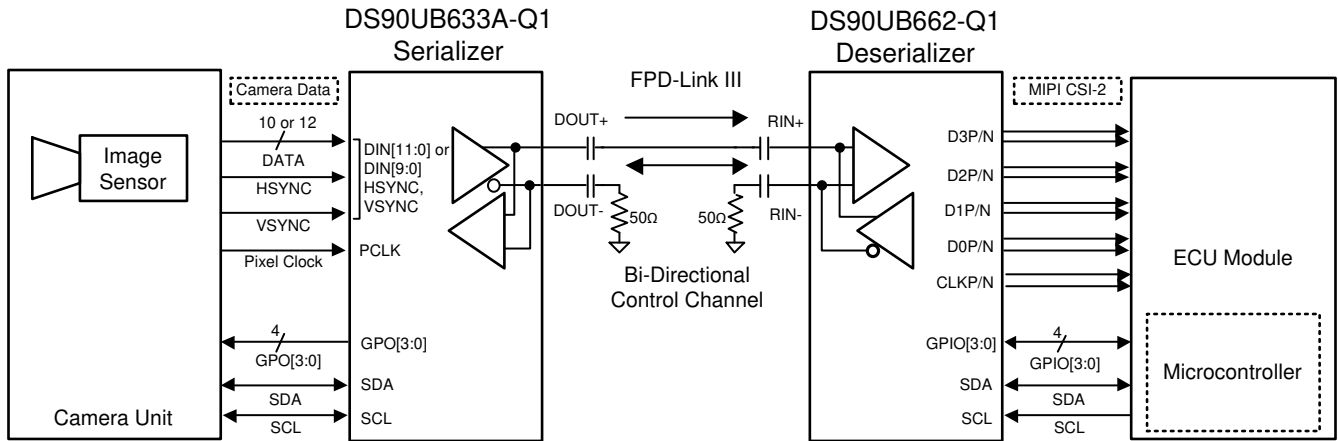 DS90UB633A-Q1
Serializer
DS90UB662-Q1
Deserializer
Camera Data
FPD-Link III
MIPI CSI-2
Image
Sensor
10 or 12
DATA
HSYNC
VSYNC
Pixel Clock
DIN[11:0] or
DIN[9:0]
HSYNC,
VSYNC
PCLK
DOUT+
DOUT-
50Ω
50Ω
RIN+
RIN-
Bi-Directional
Control Channel
D3P/N
D2P/N
D1P/N
D0P/N
CLKP/N
ECU Module
4
GPO[3:0]
GPO[3:0]
SDA
SDA
SCL
SCL
Camera Unit
GPIO[3:0]
4
GPIO[3:0]
SDA
SDA
SCL
SCL
Microcontroller